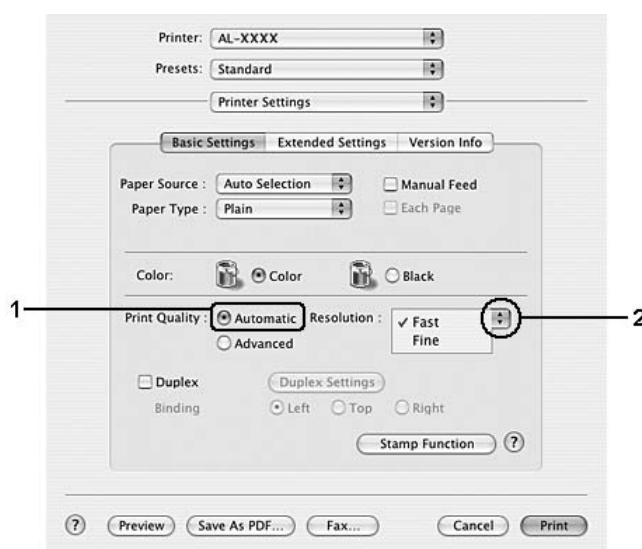 Printer: AL-XXXX
Presets: Standard
Printer Settings
Basic Settings Extended Settings Version Info
Paper Source : Auto Selection Manual Feed
Paper Type : Plain Each Page
Color: Color Black
1 Print Quality : Automatic Resolution : ✓ Fast 2
Advanced Fine
Duplex Duplex Settings
Binding Left Top Right
Stamp Function ?
? Preview Save As PDF... Fax... Cancel Print